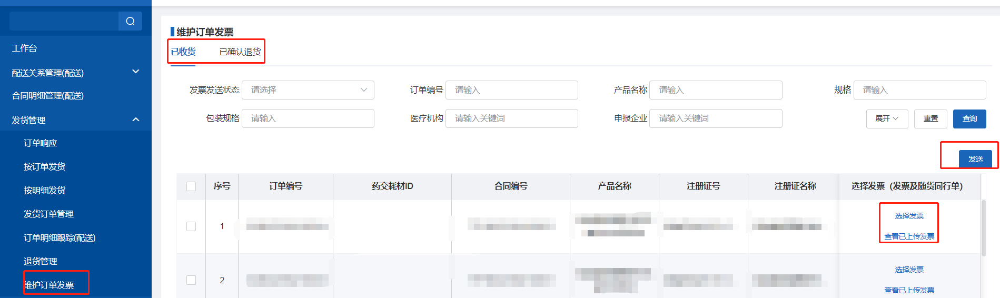 工作台
配送关系管理(配送)
合同明细管理(配送)
发货管理
订单响应
按订单发货
按明细发货
发货订单管理
订单明细跟踪(配送)
退货管理
维护订单发票
维护订单发票
已收货 已确认退货
发票发送状态 请选择 订单编号 请输入 产品名称 请输入 规格 请输入
包装规格 请输入 医疗机构 请输入关键词 申报企业 请输入关键词 展开 重置 查询
发送
序号 订单编号 药交耗材ID 合同编号 产品名称 注册证号 注册证名称 选择发票（发票及随货同行单）
1 选择发票
查看已上传发票
2 选择发票
查看已上传发票